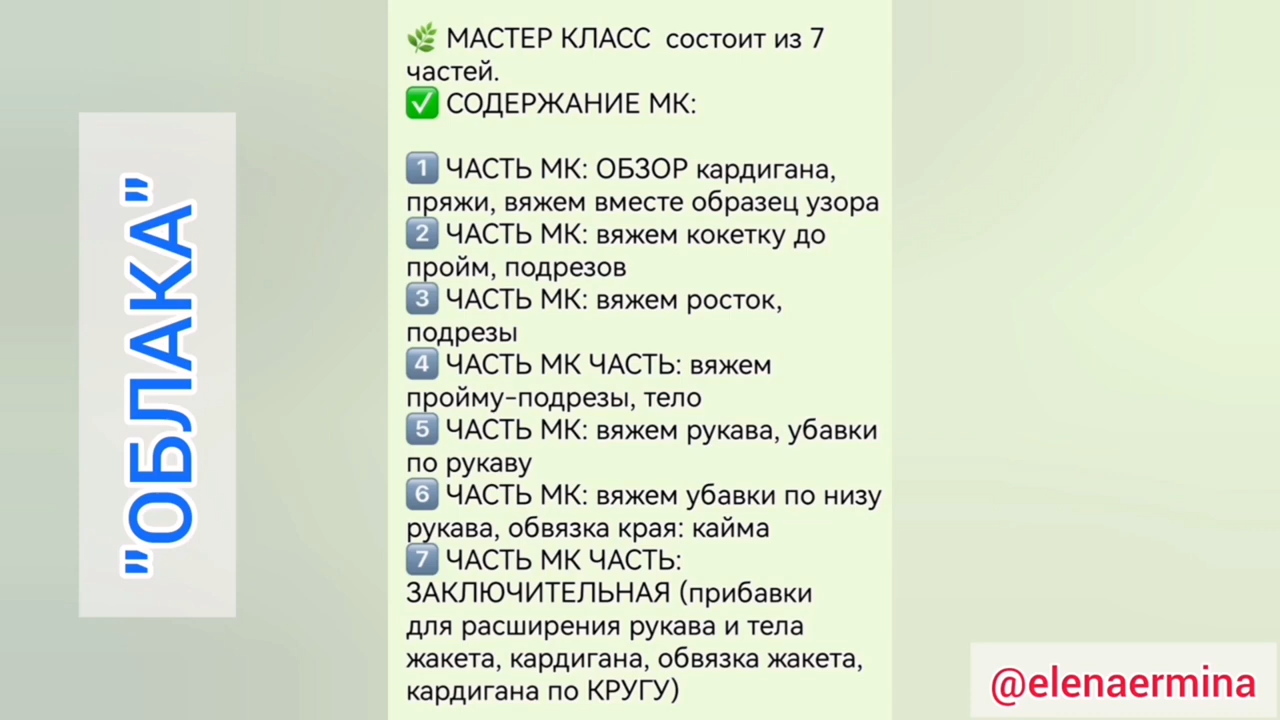 "ОБЛАКА"
🌿 МАСТЕР КЛАСС состоит из 7
частей.
✅ СОДЕРЖАНИЕ МК:
1️⃣ ЧАСТЬ МК: ОБЗОР кардигана,
пряжи, вяжем вместе образец узора
2️⃣ ЧАСТЬ МК: вяжем кокетку до
пройм, подрезов
3️⃣ ЧАСТЬ МК: вяжем росток,
подрезы
4️⃣ ЧАСТЬ МК ЧАСТЬ: вяжем
пройму-подрезы, тело
5️⃣ ЧАСТЬ МК: вяжем рукава, убавки
по рукаву
6️⃣ ЧАСТЬ МК: вяжем убавки по низу
рукава, обвязка края: кайма
7️⃣ ЧАСТЬ МК ЧАСТЬ:
ЗАКЛЮЧИТЕЛЬНАЯ (прибавки
для расширения рукава и тела
жакета, кардигана, обвязка жакета,
кардигана по КРУГУ)
@elenaermina